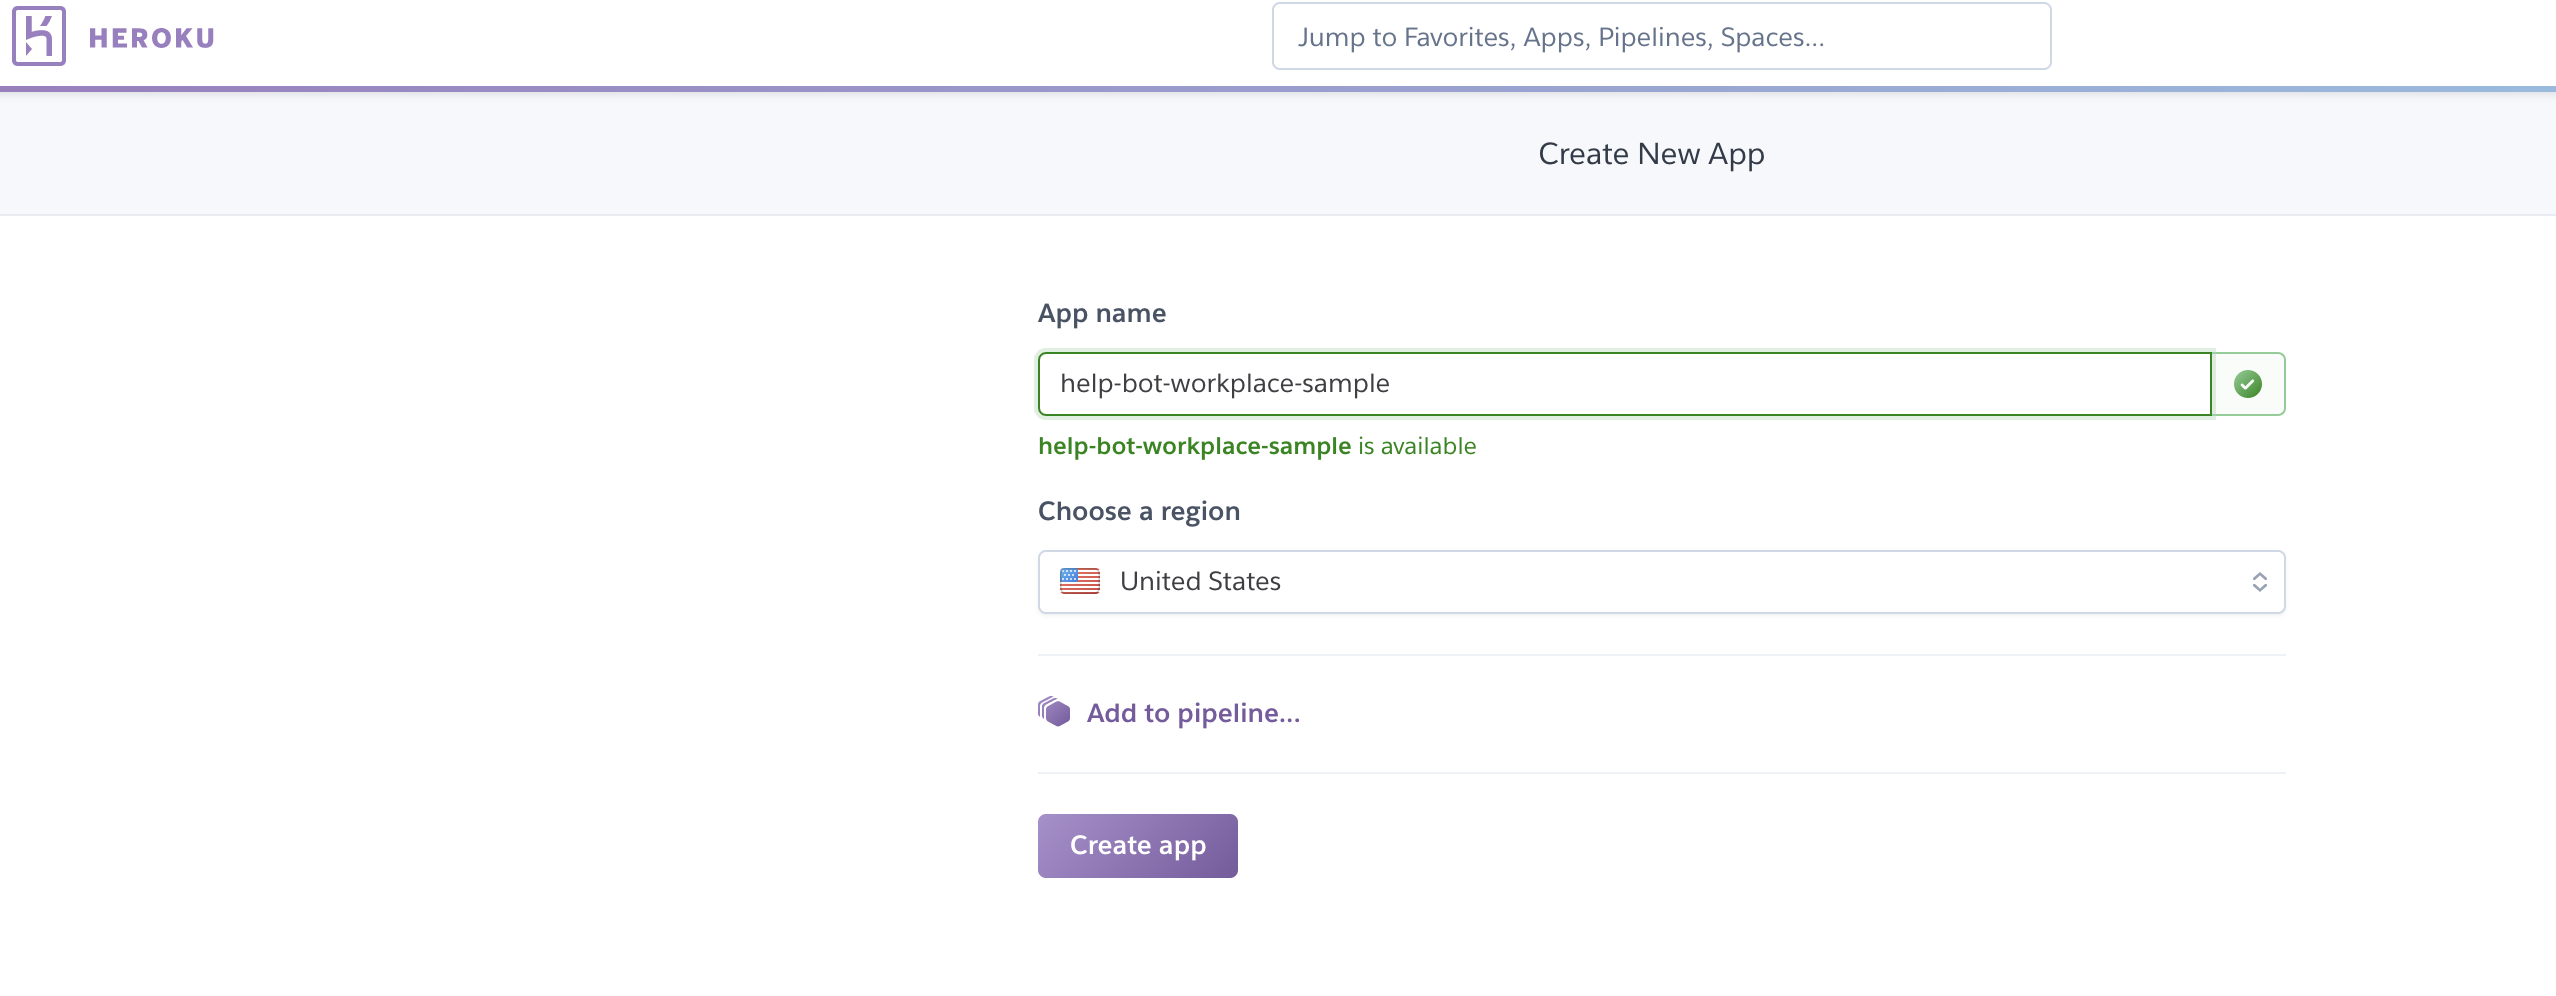 HEROKU
Jump to Favorites, Apps, Pipelines, Spaces...
Create New App
App name
help-bot-workplace-sample
help-bot-workplace-sample is available
Choose a region
United States
Add to pipeline...
Create app